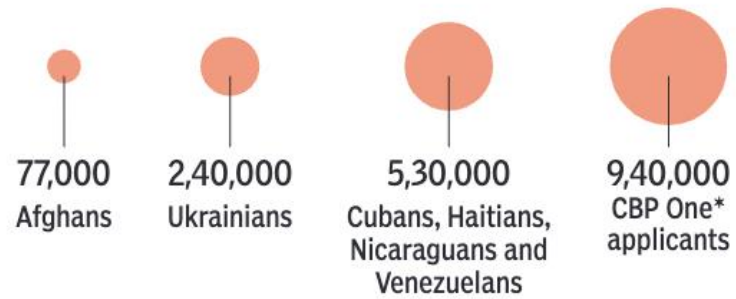 77,000
Afghans
2,40,000
Ukrainians
5,30,000
Cubans, Haitians,
Nicaraguans and
Venezuelans
9,40,000
CBP One*
applicants